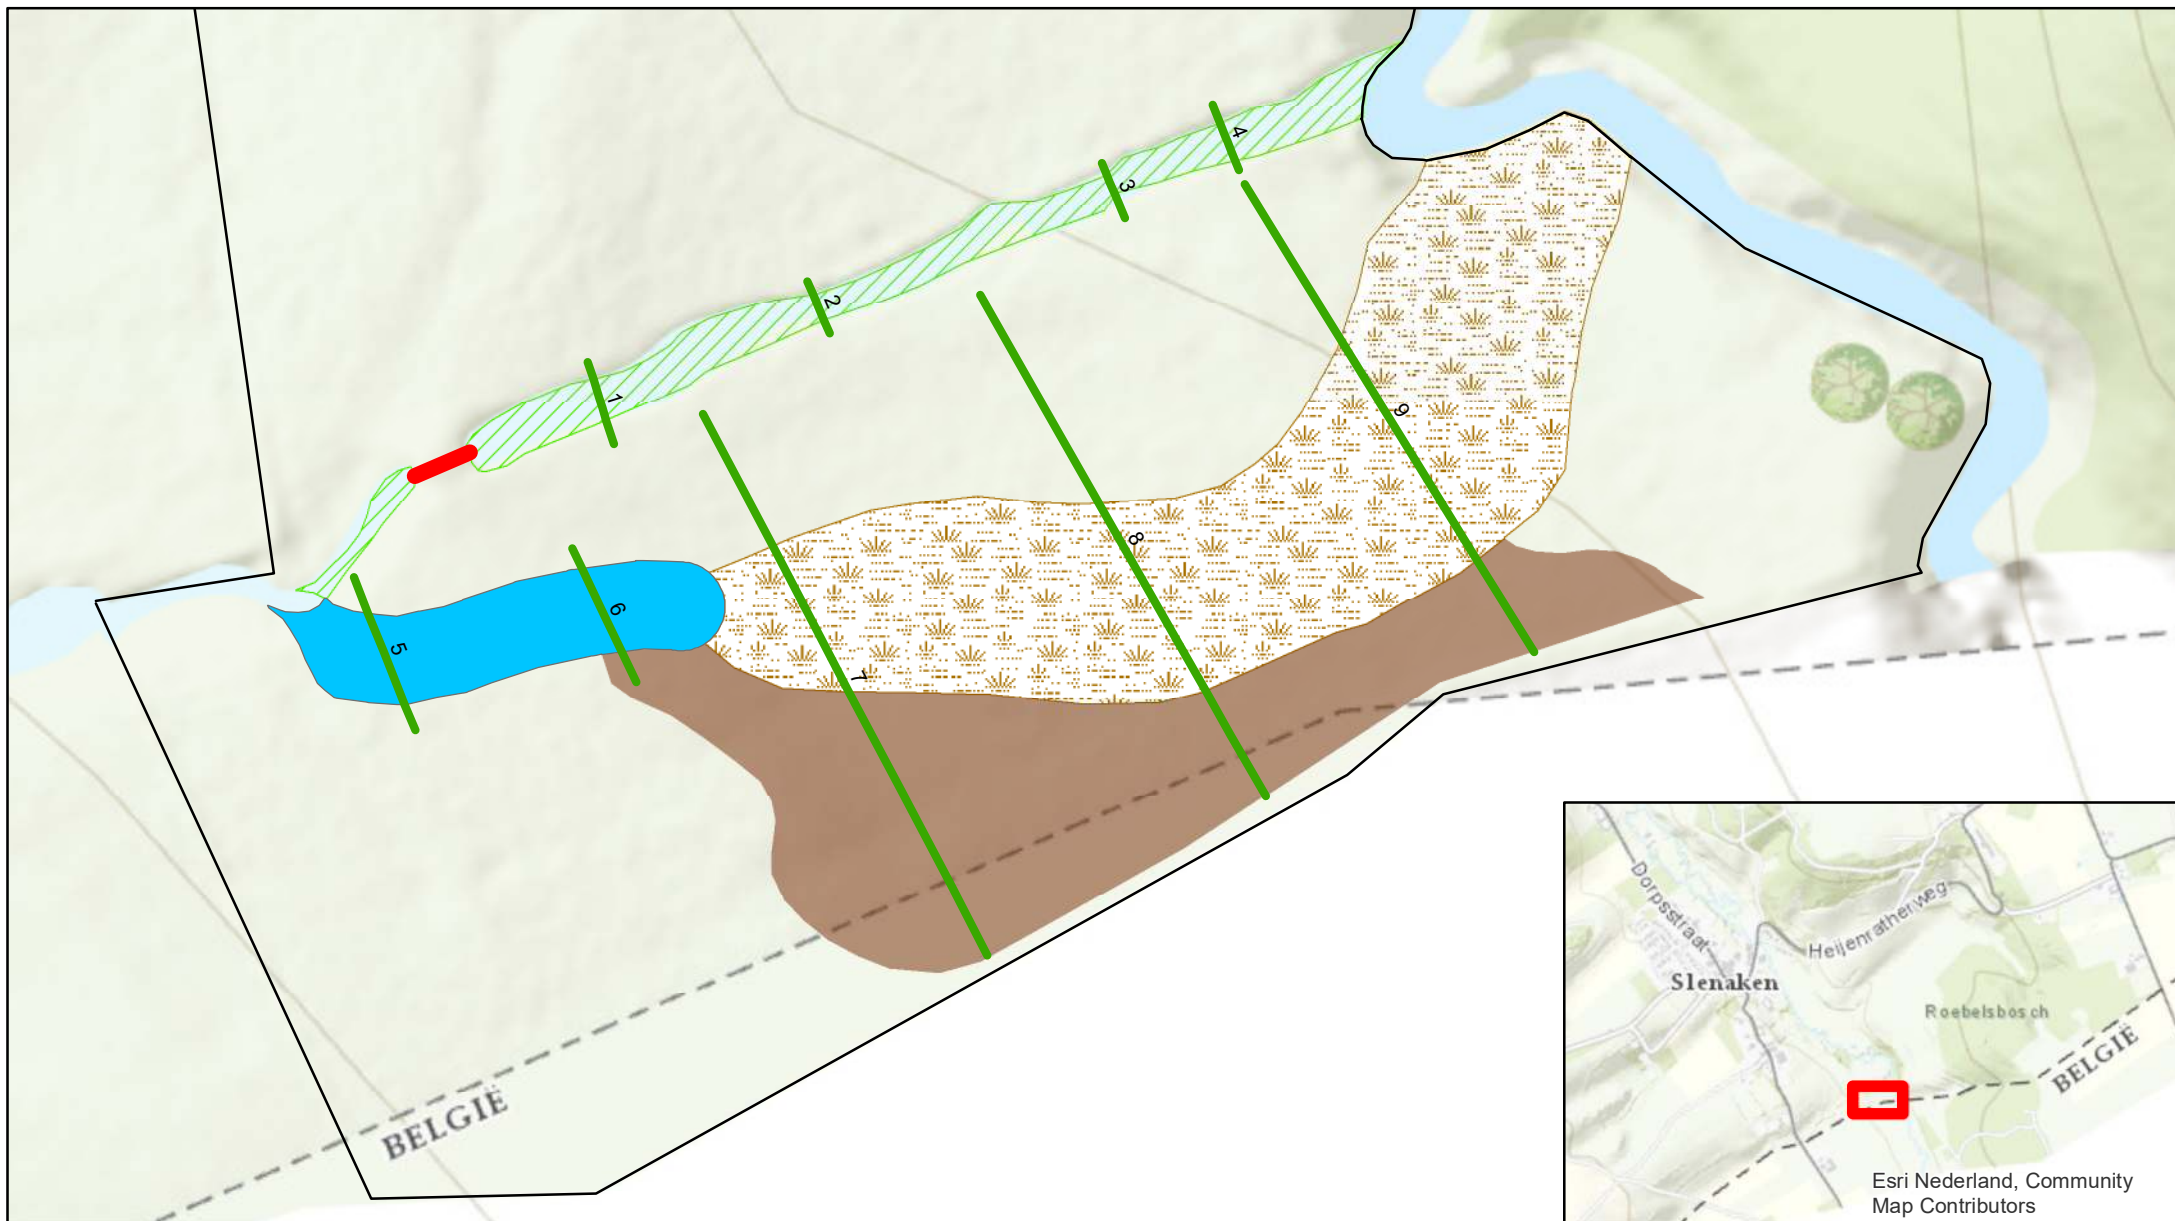 4
3
2
1
9
8
6
5
7
BELGIË
Dorpsstraat
Heijenratherweg
Slenaken
Roebelsbosch
BELGIË
Esri Nederland, Community
Map Contributors